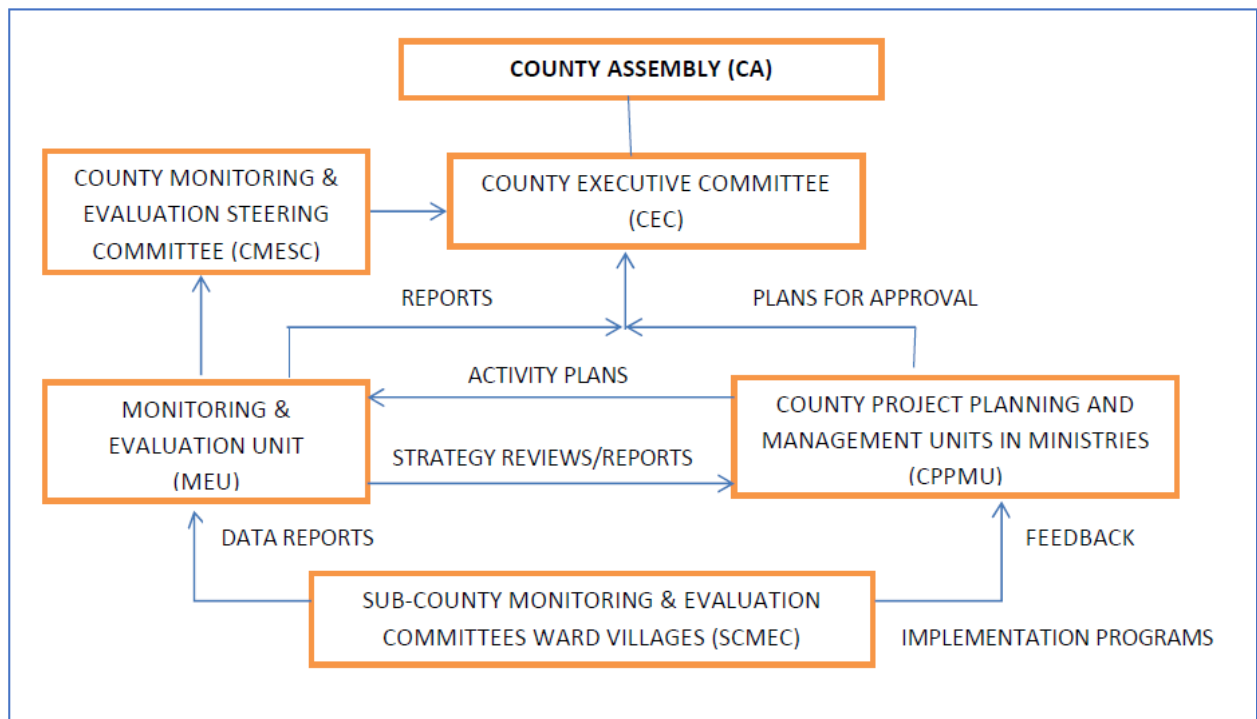 COUNTY ASSEMBLY (CA)
COUNTY MONITORING &
EVALUATION STEERING
COMMITTEE (CMESC)
COUNTY EXECUTIVE COMMITTEE
(CEC)
REPORTS
PLANS FOR APPROVAL
ACTIVITY PLANS
MONITORING &
EVALUATION UNIT
(MEU)
COUNTY PROJECT PLANNING AND
MANAGEMENT UNITS IN MINISTRIES
(CPPMU)
STRATEGY REVIEWS/REPORTS
DATA REPORTS
FEEDBACK
SUB-COUNTY MONITORING & EVALUATION
COMMITTEES WARD VILLAGES (SCMEC)
IMPLEMENTATION PROGRAMS